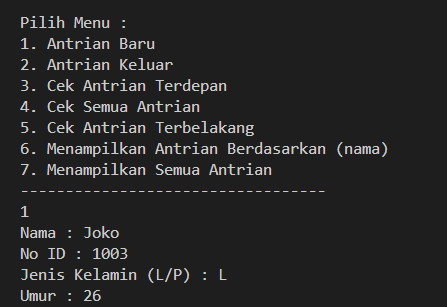 Pilih Menu :
1. Antrian Baru
2. Antrian Keluar
3. Cek Antrian Terdepan
4. Cek Semua Antrian
5. Cek Antrian Terbelakang
6. Menampilkan Antrian Berdasarkan (nama)
7. Menampilkan Semua Antrian
----------------------------------
1
Nama : Joko
No ID : 1003
Jenis Kelamin (L/P) : L
Umur : 26